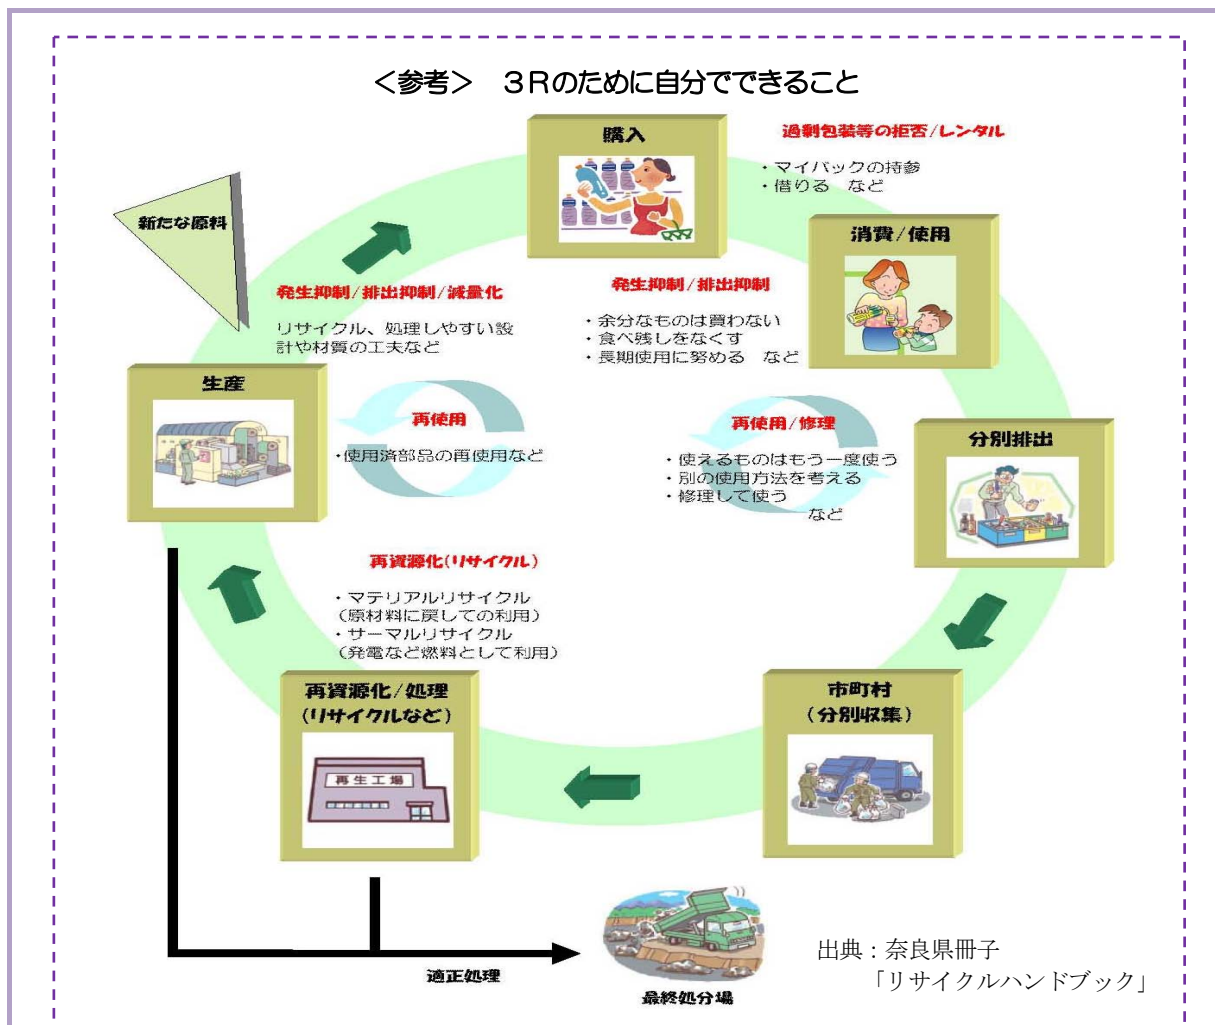 ＜参考＞　３Rのために自分でできること
購入
過剰包装等の拒否/レンタル
・マイバックの持参
・借りる　など
新たな原料
消費/使用
発生抑制/排出抑制/減量化
リサイクル、処理しやすい設
計や材質の工夫など
発生抑制/排出抑制
・余分なものは買わない
・食べ残しをなくす
・長期使用に努める　など
生産
再使用
・使用済部品の再使用など
再使用/修理
・使えるものはもう一度使う
・別の使用方法を考える
・修理して使う
など
分別排出
再資源化(リサイクル)
・マテリアルリサイクル
(原材料に戻しての利用)
・サーマルリサイクル
(発電など燃料として利用)
再資源化/処理
(リサイクルなど)
再生工場
市町村
(分別収集)
適正処理
最終処分場
出典：奈良県冊子
「リサイクルハンドブック」